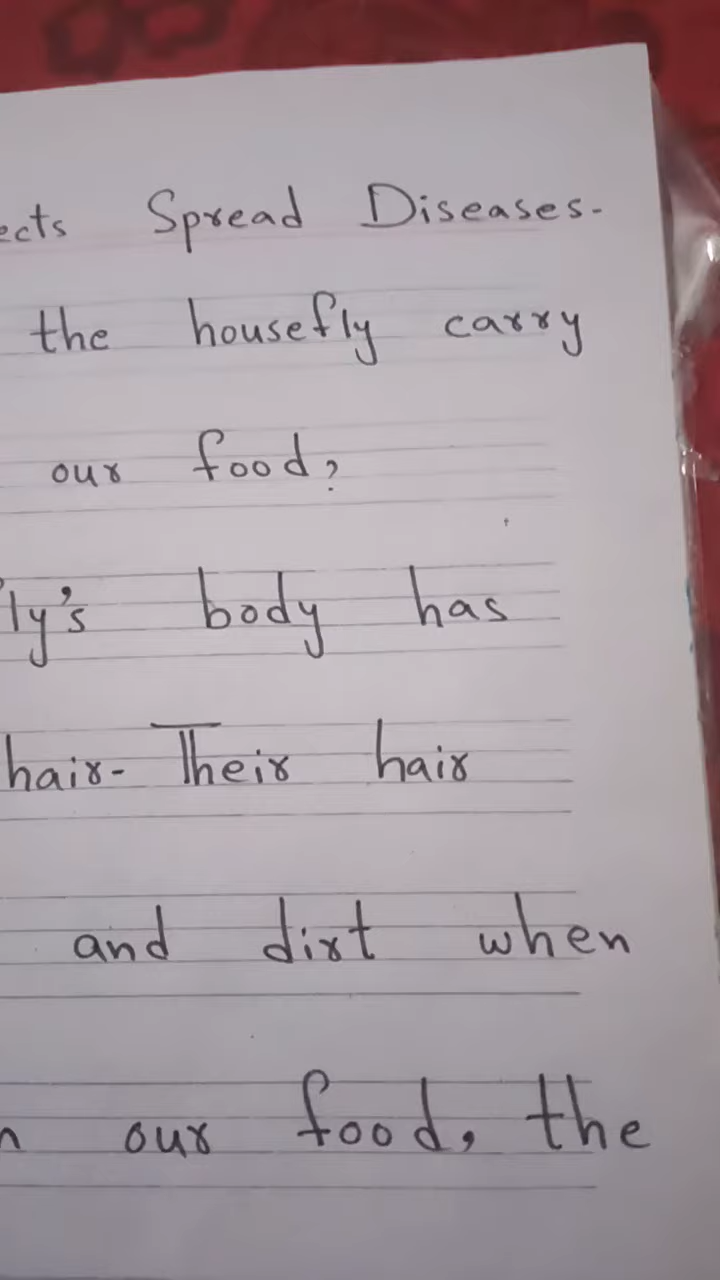 ects Spread Diseases-
the housefly carry
our food?
ly's body has
hair- Their hair
and dirt when
n our food, the